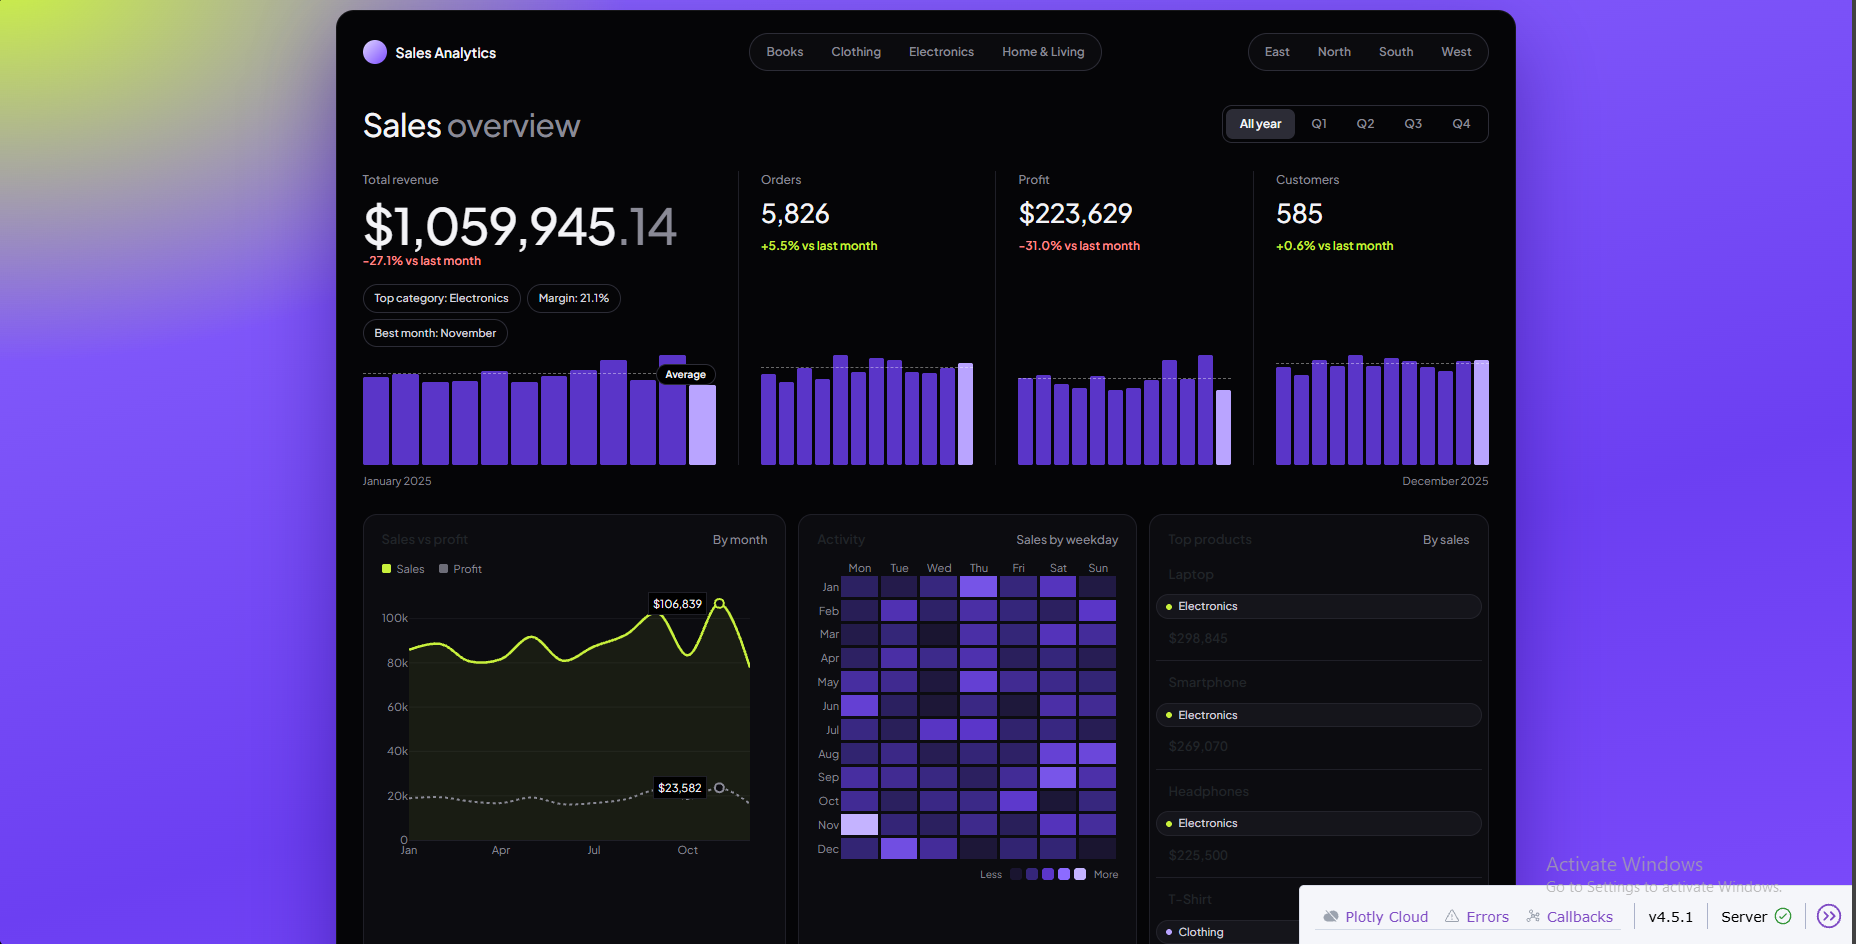 Sales Analytics
Books Clothing Electronics Home & Living
East North South West
Sales overview
All year Q1 Q2 Q3 Q4
Total revenue
$1,059,945.14
-27.1% vs last month
Top category: Electronics Margin: 21.1%
Best month: November
Average
Orders
5,826
+5.5% vs last month
Profit
$223,629
-31.0% vs last month
Customers
585
+0.6% vs last month
January 2025 December 2025
Sales vs profit By month
Sales Profit
$106,839
100k
80k
60k
40k
$23,582
20k
0
Jan Apr Jul Oct
Activity Sales by weekday
Mon Tue Wed Thu Fri Sat Sun
Jan
Feb
Mar
Apr
May
Jun
Jul
Aug
Sep
Oct
Nov
Dec
Less More
Top products By sales
Laptop
Electronics
$298,845
Smartphone
Electronics
$269,070
Headphones
Electronics
$225,500
T-Shirt
Clothing
Activate Windows
Go to Settings to activate Windows.
Plotly Cloud Errors Callbacks v4.5.1 Server